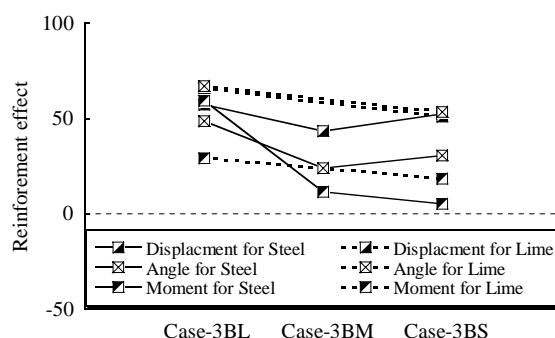 100
50
0
-50
Reinforement effect
Displacment for Steel
Displacment for Lime
Angle for Steel
Angle for Lime
Moment for Steel
Moment for Lime
Case-3BL Case-3BM Case-3BS